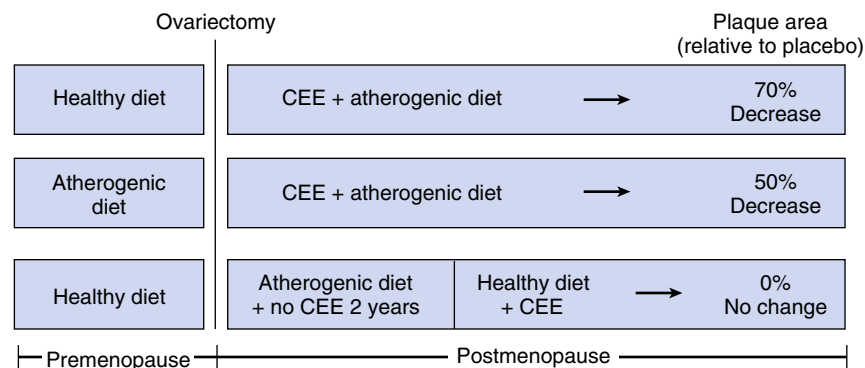 Ovariectomy
Plaque area
(relative to placebo)
Healthy diet
CEE + atherogenic diet
70%
Decrease
Atherogenic
diet
CEE + atherogenic diet
50%
Decrease
Healthy diet
Atherogenic diet
+ no CEE 2 years
Healthy diet
+ CEE
0%
No change
Premenopause
Postmenopause